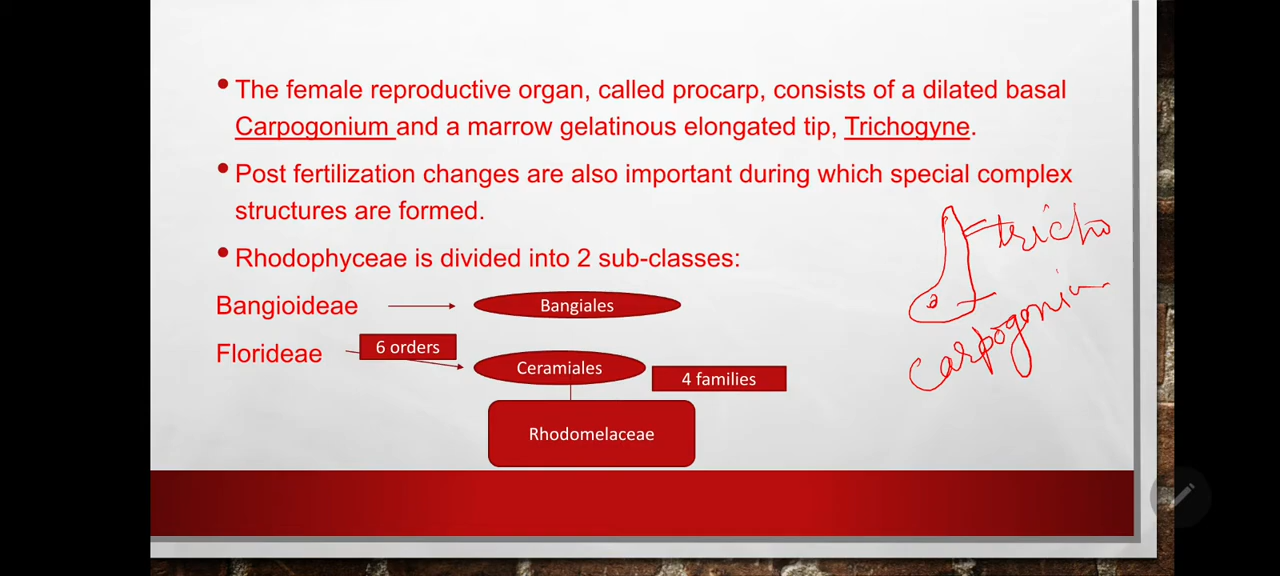 • The female reproductive organ, called procarp, consists of a dilated basal
Carpogonium and a marrow gelatinous elongated tip, Trichogyne.
• Post fertilization changes are also important during which special complex
structures are formed.
• Rhodophyceae is divided into 2 sub-classes:
Bangioideae
Bangiales
Florideae
6 orders
Ceramiales
4 families
Rhodomelaceae
tricho
carpogonium